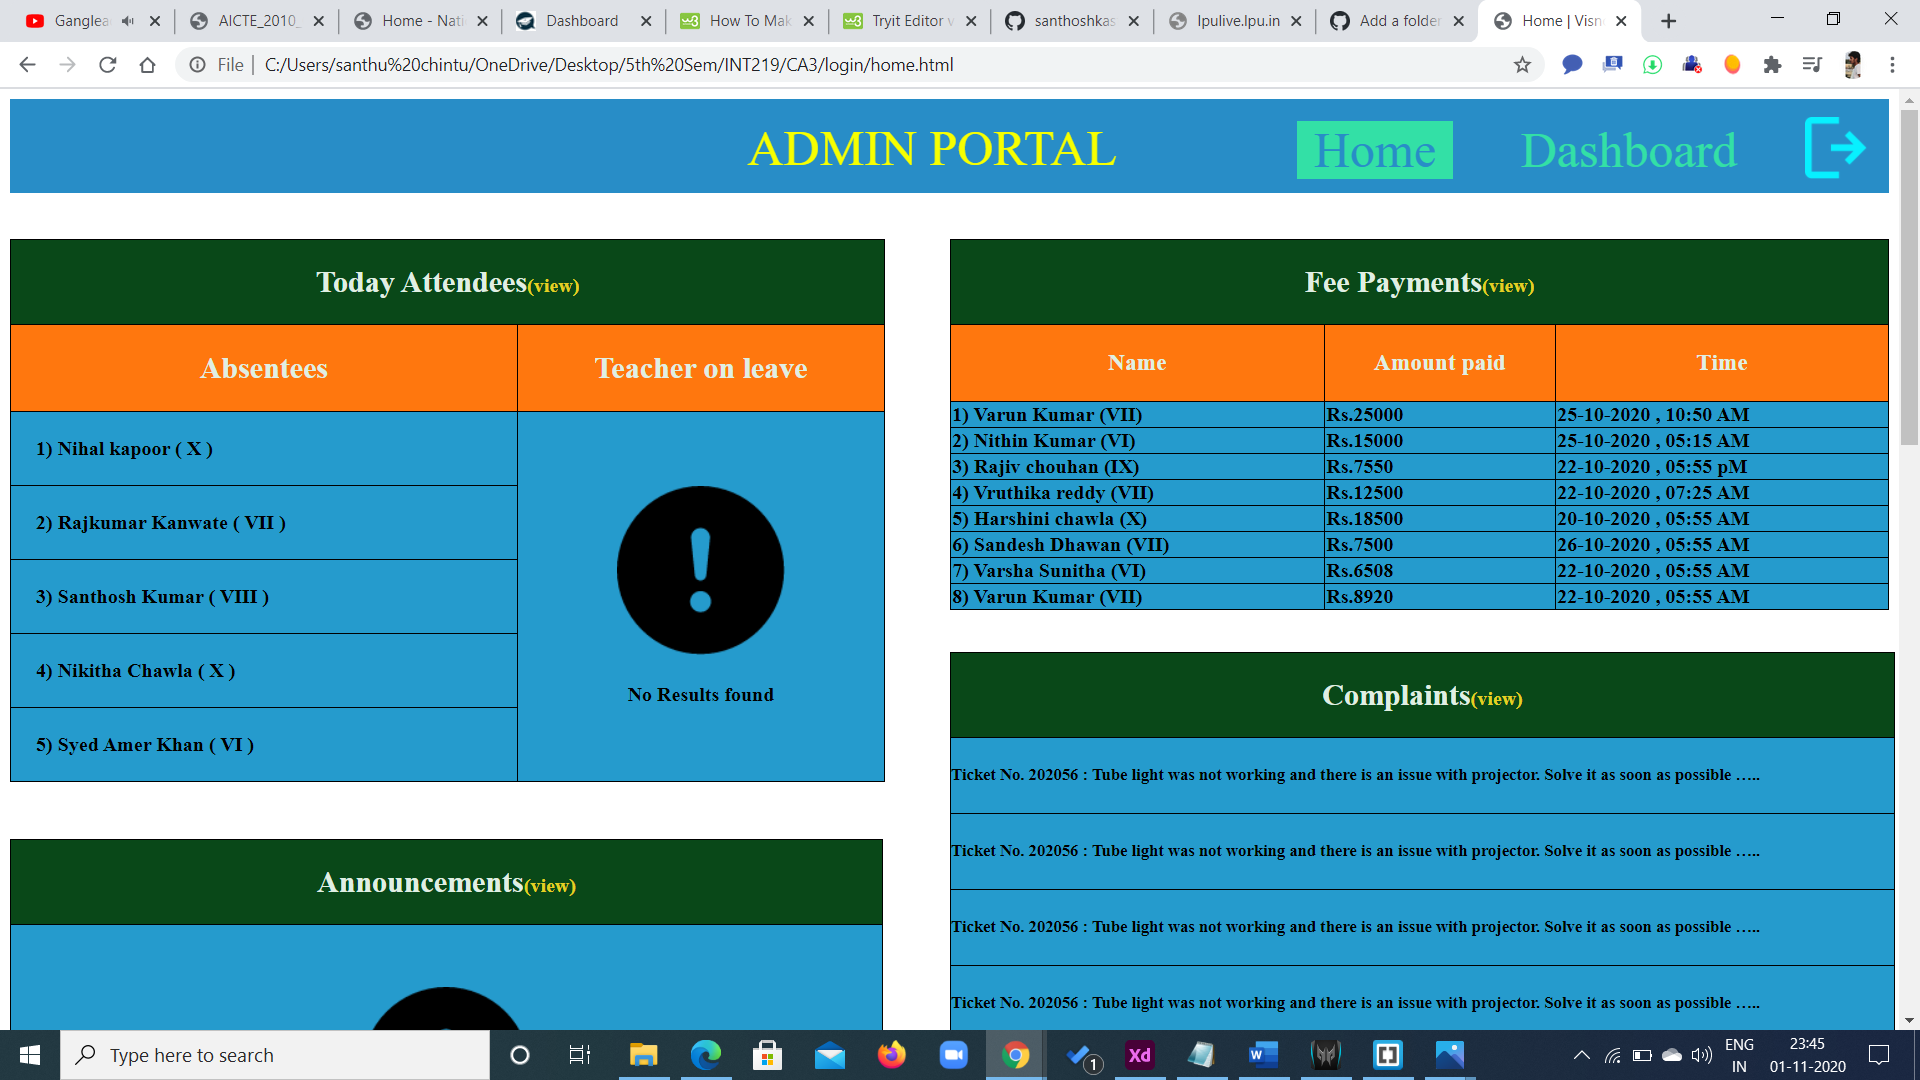 Ganglea
AICTE_2010_
Home - Nati
Dashboard
How To Mak
Tryit Editor v
santhoshkas
lpulive.lpu.in
Add a folder
Home | Visn
File
C:/Users/santhu%20chintu/OneDrive/Desktop/5th%20Sem/INT219/CA3/login/home.html
ADMIN PORTAL
Home
Dashboard
Today Attendees(view)
Absentees
Teacher on leave
1) Nihal kapoor ( X )
2) Rajkumar Kanwate ( VII )
3) Santhosh Kumar ( VIII )
4) Nikitha Chawla ( X )
5) Syed Amer Khan ( VI )
No Results found
Announcements(view)
Fee Payments(view)
Name Amount paid Time
1) Varun Kumar (VII) Rs.25000 25-10-2020 , 10:50 AM
2) Nithin Kumar (VI) Rs.15000 25-10-2020 , 05:15 AM
3) Rajiv chouhan (IX) Rs.7550 22-10-2020 , 05:55 pM
4) Vruthika reddy (VII) Rs.12500 22-10-2020 , 07:25 AM
5) Harshini chawla (X) Rs.18500 20-10-2020 , 05:55 AM
6) Sandesh Dhawan (VII) Rs.7500 26-10-2020 , 05:55 AM
7) Varsha Sunitha (VI) Rs.6508 22-10-2020 , 05:55 AM
8) Varun Kumar (VII) Rs.8920 22-10-2020 , 05:55 AM
Complaints(view)
Ticket No. 202056 : Tube light was not working and there is an issue with projector. Solve it as soon as possible …..
Ticket No. 202056 : Tube light was not working and there is an issue with projector. Solve it as soon as possible …..
Ticket No. 202056 : Tube light was not working and there is an issue with projector. Solve it as soon as possible …..
Ticket No. 202056 : Tube light was not working and there is an issue with projector. Solve it as soon as possible …..
Type here to search
1
Xd
ENG
IN
23:45
01-11-2020